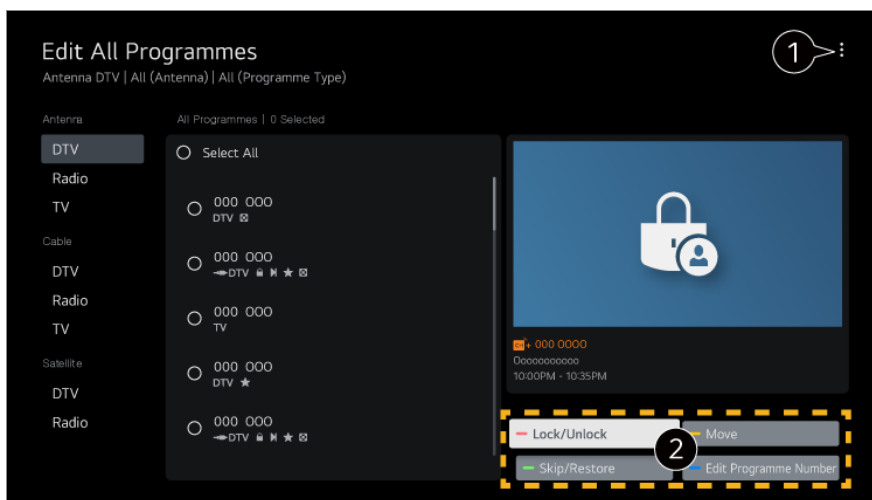 Edit All Programmes
Antenna DTV | All (Antenna) | All (Programme Type)
1
Antenna
DTV
Radio
TV
Cable
DTV
Radio
TV
Satellite
DTV
Radio
All Programmes | 0 Selected
Select All
000 000
DTV
000 000
DTV
000 000
TV
000 000
DTV
000 000
DTV
CH+ 000 0000
Oooooooooooo
10:00PM - 10:35PM
Lock/Unlock
Move
2
Skip/Restore
Edit Programme Number